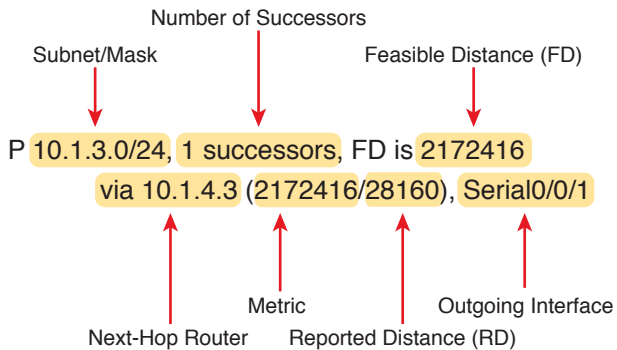 Number of Successors
Subnet/Mask
Feasible Distance (FD)
P 10.1.3.0/24, 1 successors, FD is 2172416
via 10.1.4.3 (2172416/28160), Serial0/0/1
Metric
Outgoing Interface
Next-Hop Router
Reported Distance (RD)